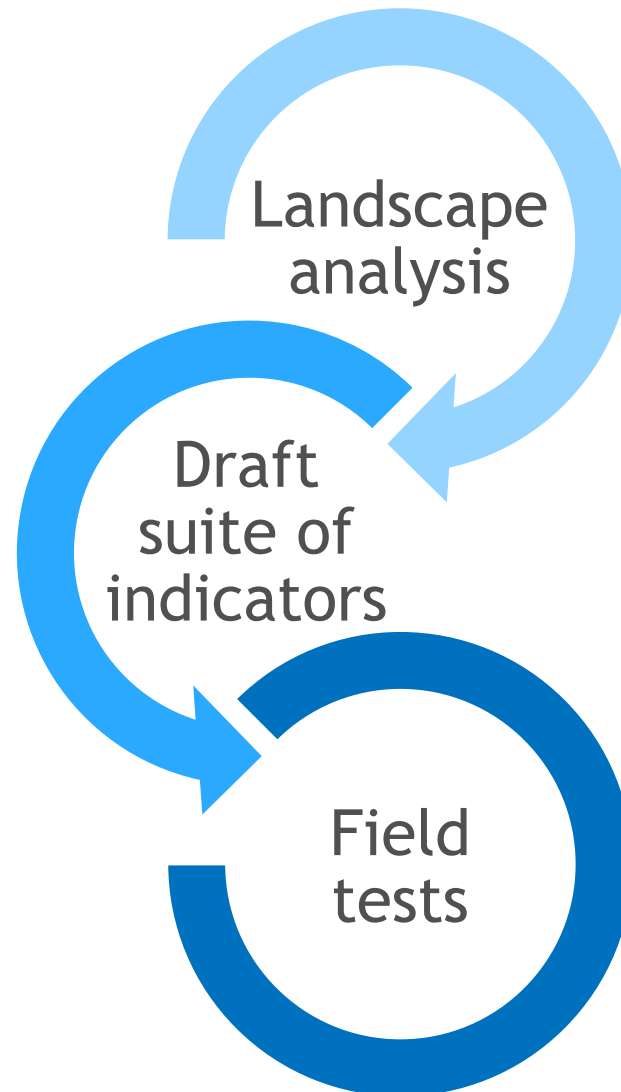 Landscape
analysis
Draft
suite of
indicators
Field
tests